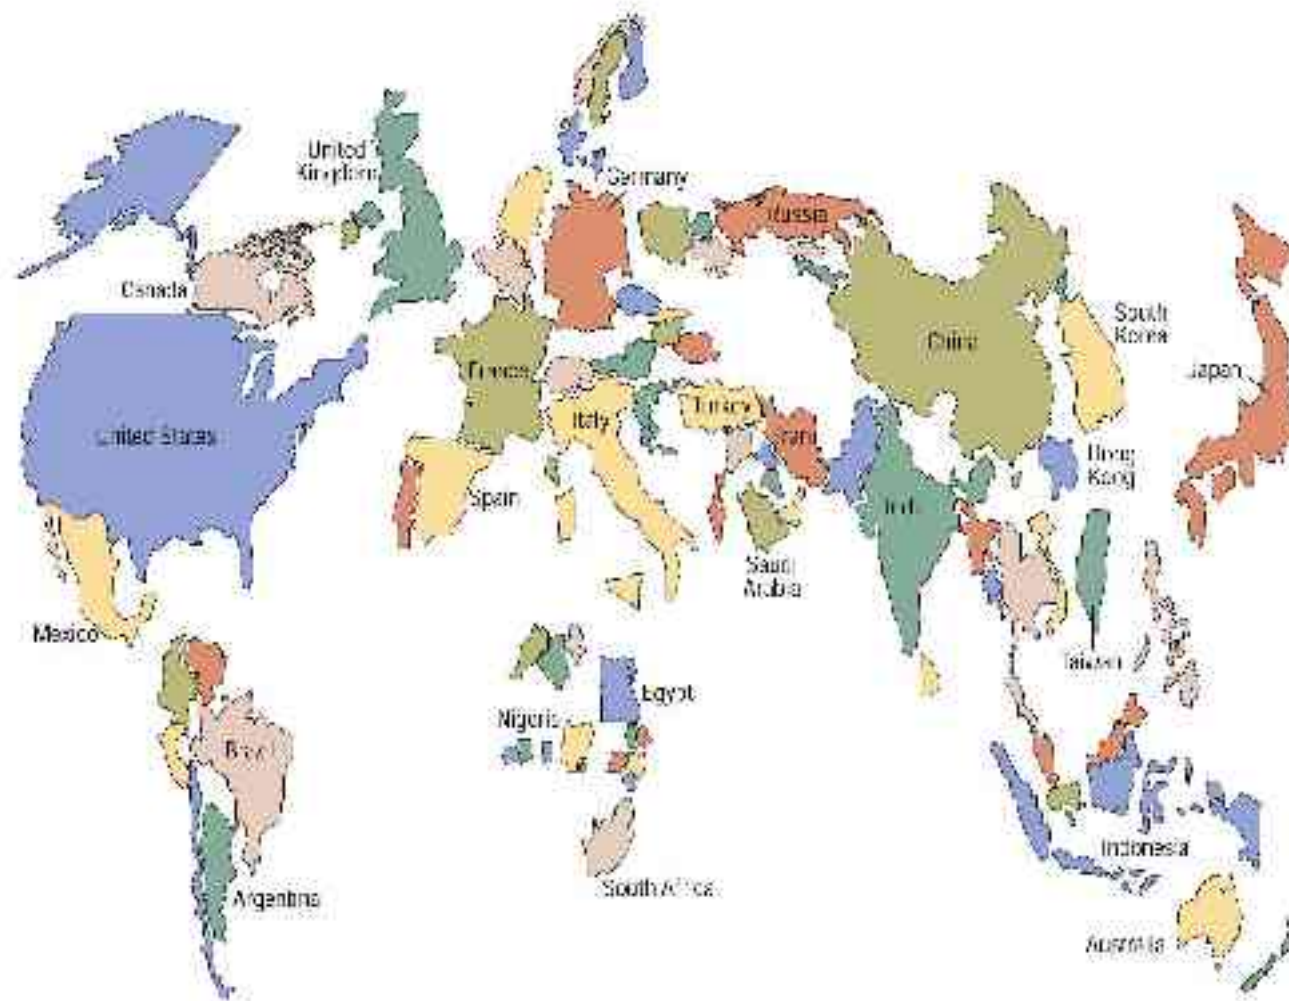 United
Kingdom
Germany
Russia
Canada
South
Korea
China
France
Japan
Turkey
Italy
Iran
United States
Hong
Kong
Spain
India
Saudi
Arabia
Mexico
Taiwan
Egypt
Nigeria
Brazil
Indonesia
South Africa
Argentina
Australia